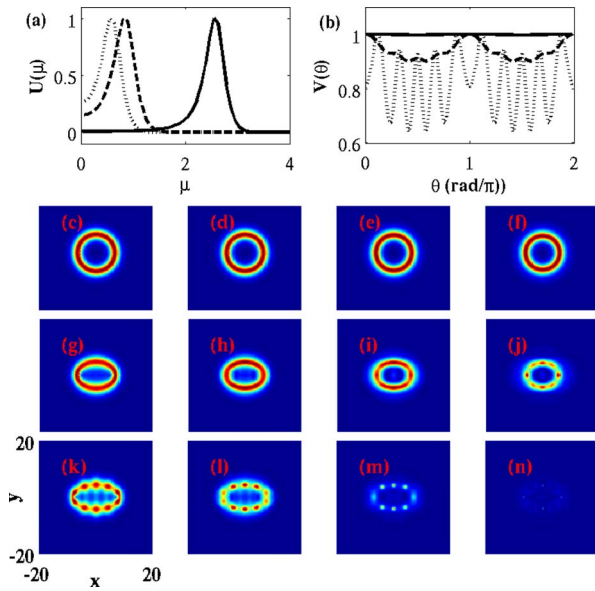 (a)
(b)
1
0.5
0
U(μ)
0
2
4
μ
1
0.8
0.6
V(θ)
0
1
2
θ (rad/π))
(c)
(d)
(e)
(f)
(g)
(h)
(i)
(j)
20
(k)
(l)
(m)
(n)
y
-20
-20
x
20